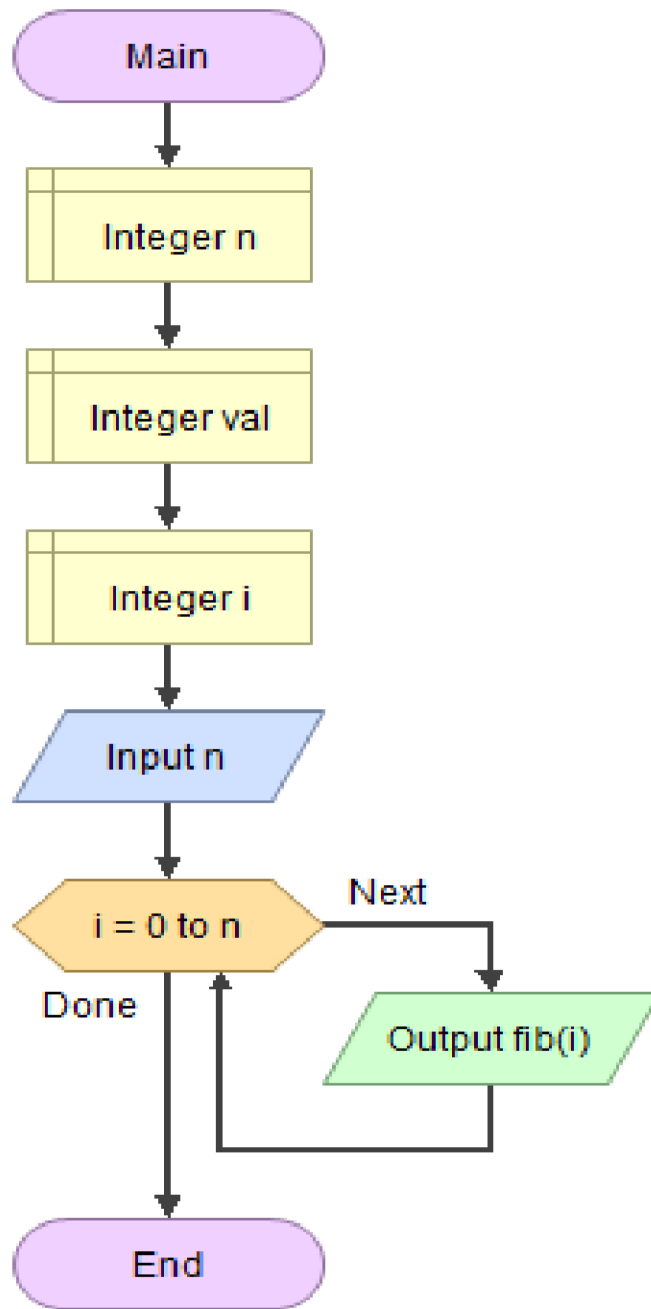 Main
Integer n
Integer val
Integer i
Input n
i = 0 to n
Next
Done
Output fib(i)
End